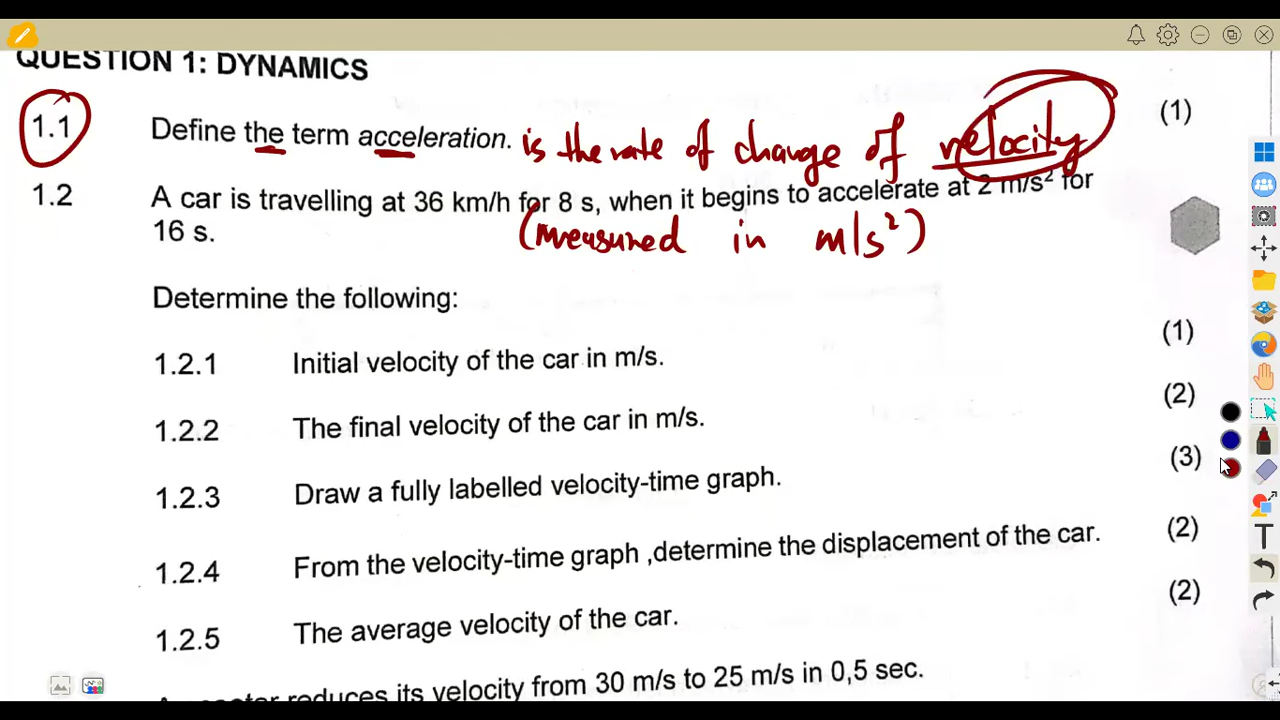 QUESTION 1: DYNAMICS
1.1 Define the term acceleration. is the rate of change of velocity (1)
1.2 A car is travelling at 36 km/h for 8 s, when it begins to accelerate at 2 m/s² for
16 s. (measured in m/s²)
Determine the following:
1.2.1 Initial velocity of the car in m/s. (1)
1.2.2 The final velocity of the car in m/s. (2)
1.2.3 Draw a fully labelled velocity-time graph. (3)
1.2.4 From the velocity-time graph ,determine the displacement of the car. (2)
1.2.5 The average velocity of the car. (2)
reduces its velocity from 30 m/s to 25 m/s in 0,5 sec.